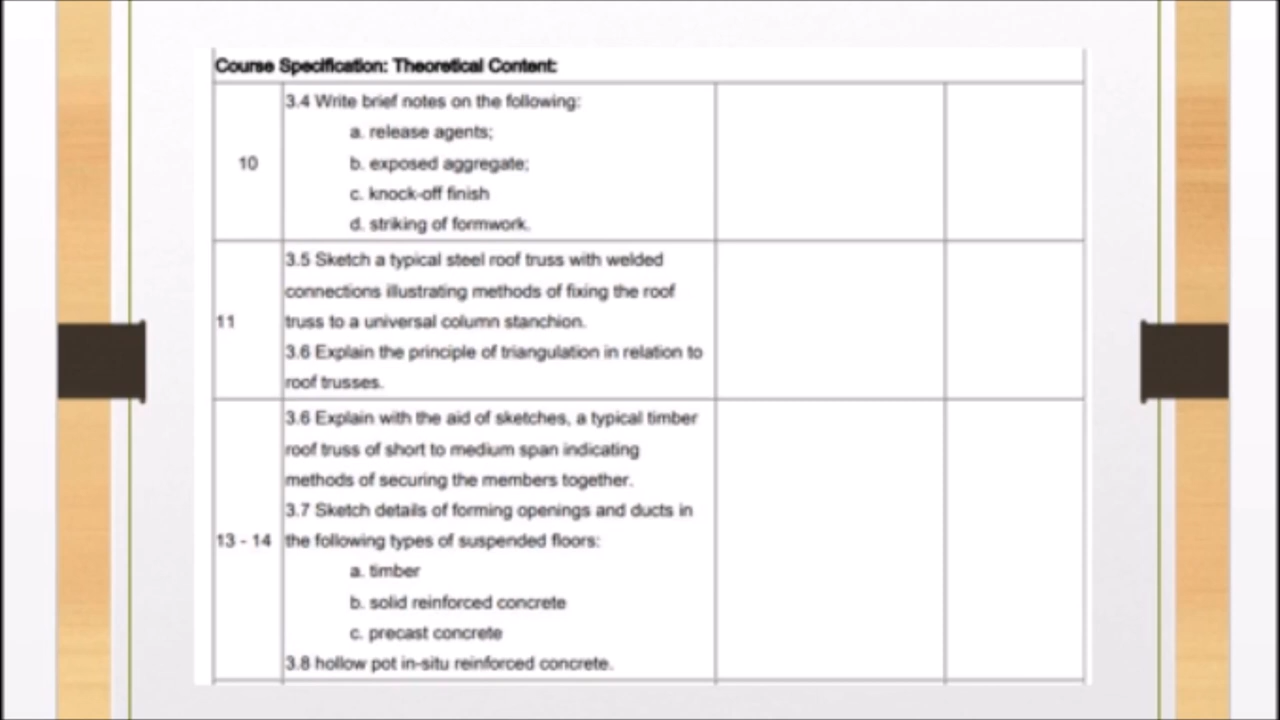 Course Specification: Theoretical Content:
3.4 Write brief notes on the following:
a. release agents;
10
b. exposed aggregate;
c. knock-off finish
d. striking of formwork.
3.5 Sketch a typical steel roof truss with welded
connections illustrating methods of fixing the roof
11
truss to a universal column stanchion.
3.6 Explain the principle of triangulation in relation to
roof trusses.
3.6 Explain with the aid of sketches, a typical timber
roof truss of short to medium span indicating
methods of securing the members together.
3.7 Sketch details of forming openings and ducts in
13 - 14
the following types of suspended floors:
a. timber
b. solid reinforced concrete
c. precast concrete
3.8 hollow pot in-situ reinforced concrete.